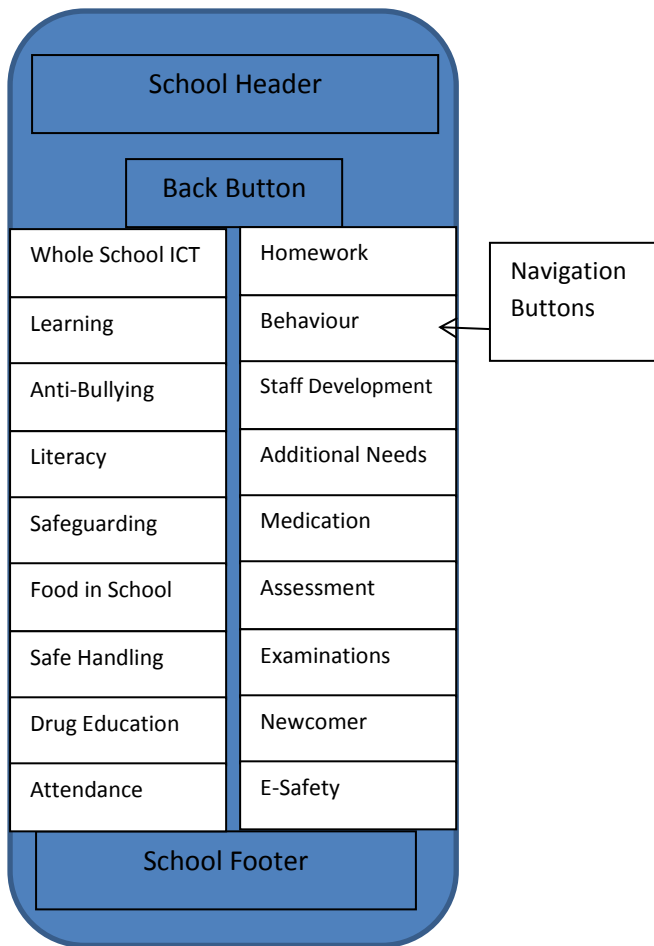 School Header
Back Button
Whole School ICT
Homework
Learning
Behaviour
Anti-Bullying
Staff Development
Literacy
Additional Needs
Safeguarding
Medication
Food in School
Assessment
Safe Handling
Examinations
Drug Education
Newcomer
Attendance
E-Safety
School Footer
Navigation
Buttons